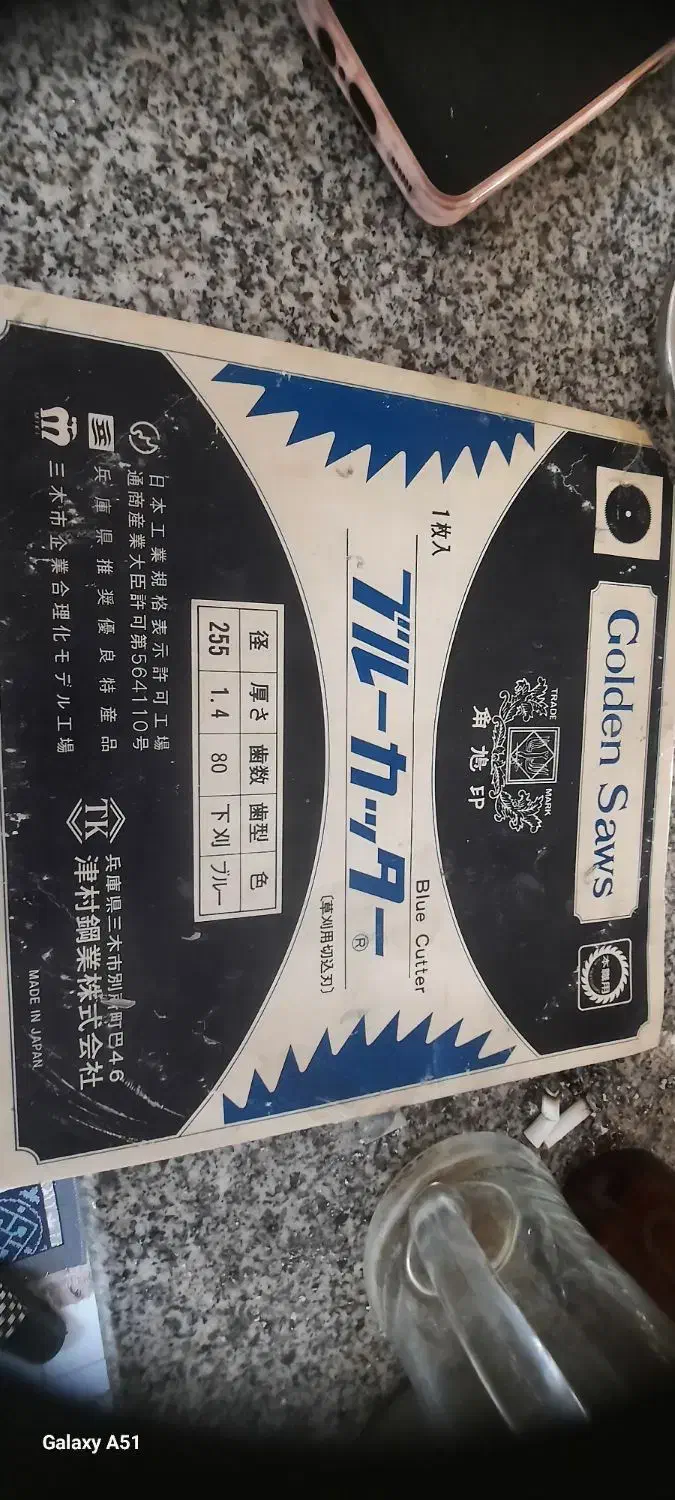 Golden Saws
本職用
TRADE MARK
角鳩印
1枚入
ブルーカッター®
Blue Cutter
〔草刈用切込刃〕
径 厚さ 歯数 歯型 色
255 1.4 80 下刈 ブルー
日本工業規格表示許可工場
通商産業大臣許可第564110号
兵庫県推奨優良特産品
MIKI
三木市企業合理化モデル工場
TK
兵庫県三木市別所町巴4.6
津村鋼業株式会社
MADE IN JAPAN
Galaxy A51